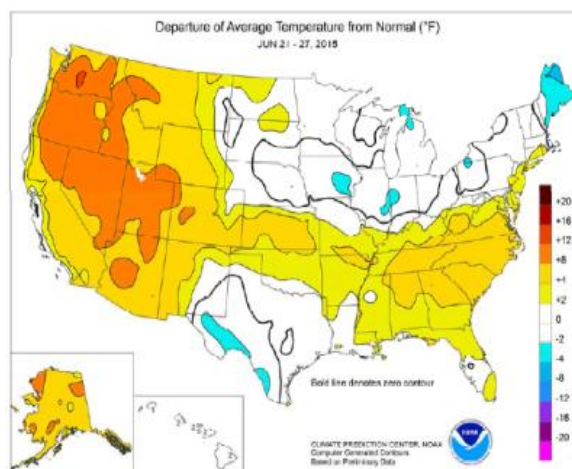 Departure of Average Temperature from Normal (°F)
JUN 21 - 27, 2015
+20
+16
+12
+8
+4
+2
0
-2
-4
-8
-12
-16
-20
Bold line denotes zero contour
CLIMATE PREDICTION CENTER, NOAA
Computer Generated Contours
Based on Preliminary Data